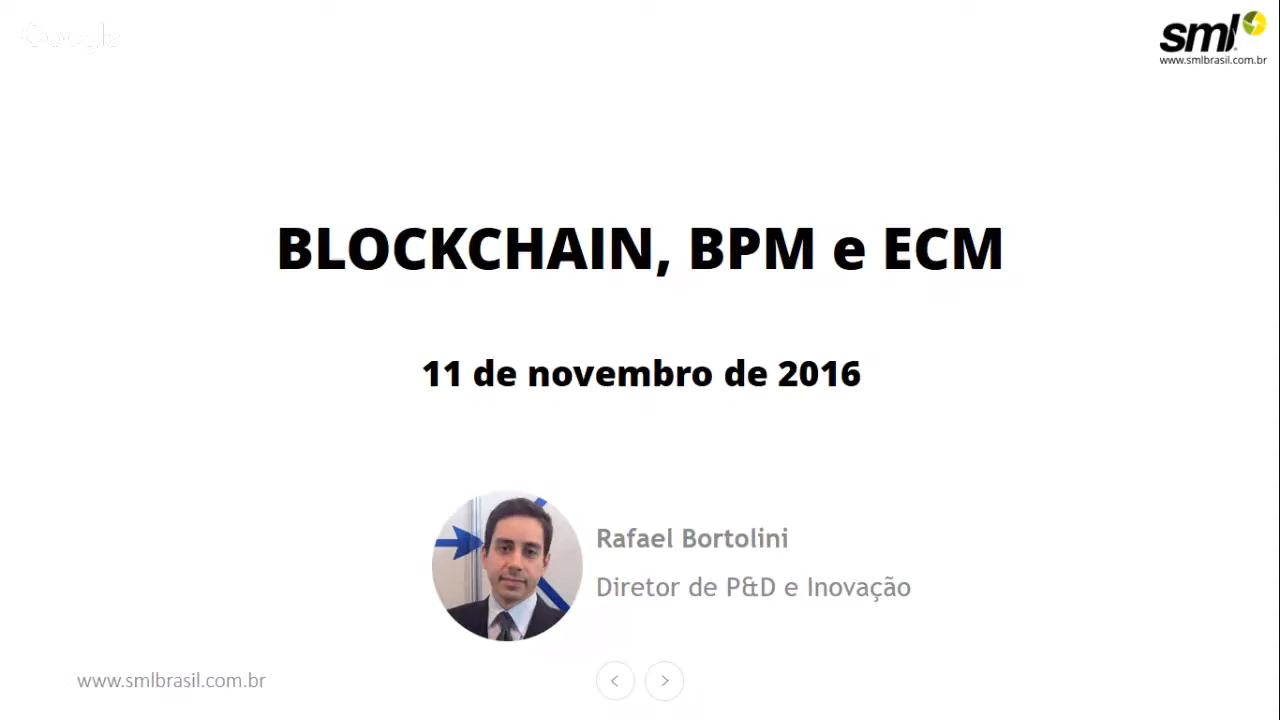 Google
sml
www.smlbrasil.com.br
BLOCKCHAIN, BPM e ECM
11 de novembro de 2016
Rafael Bortolini
Diretor de P&D e Inovação
www.smlbrasil.com.br